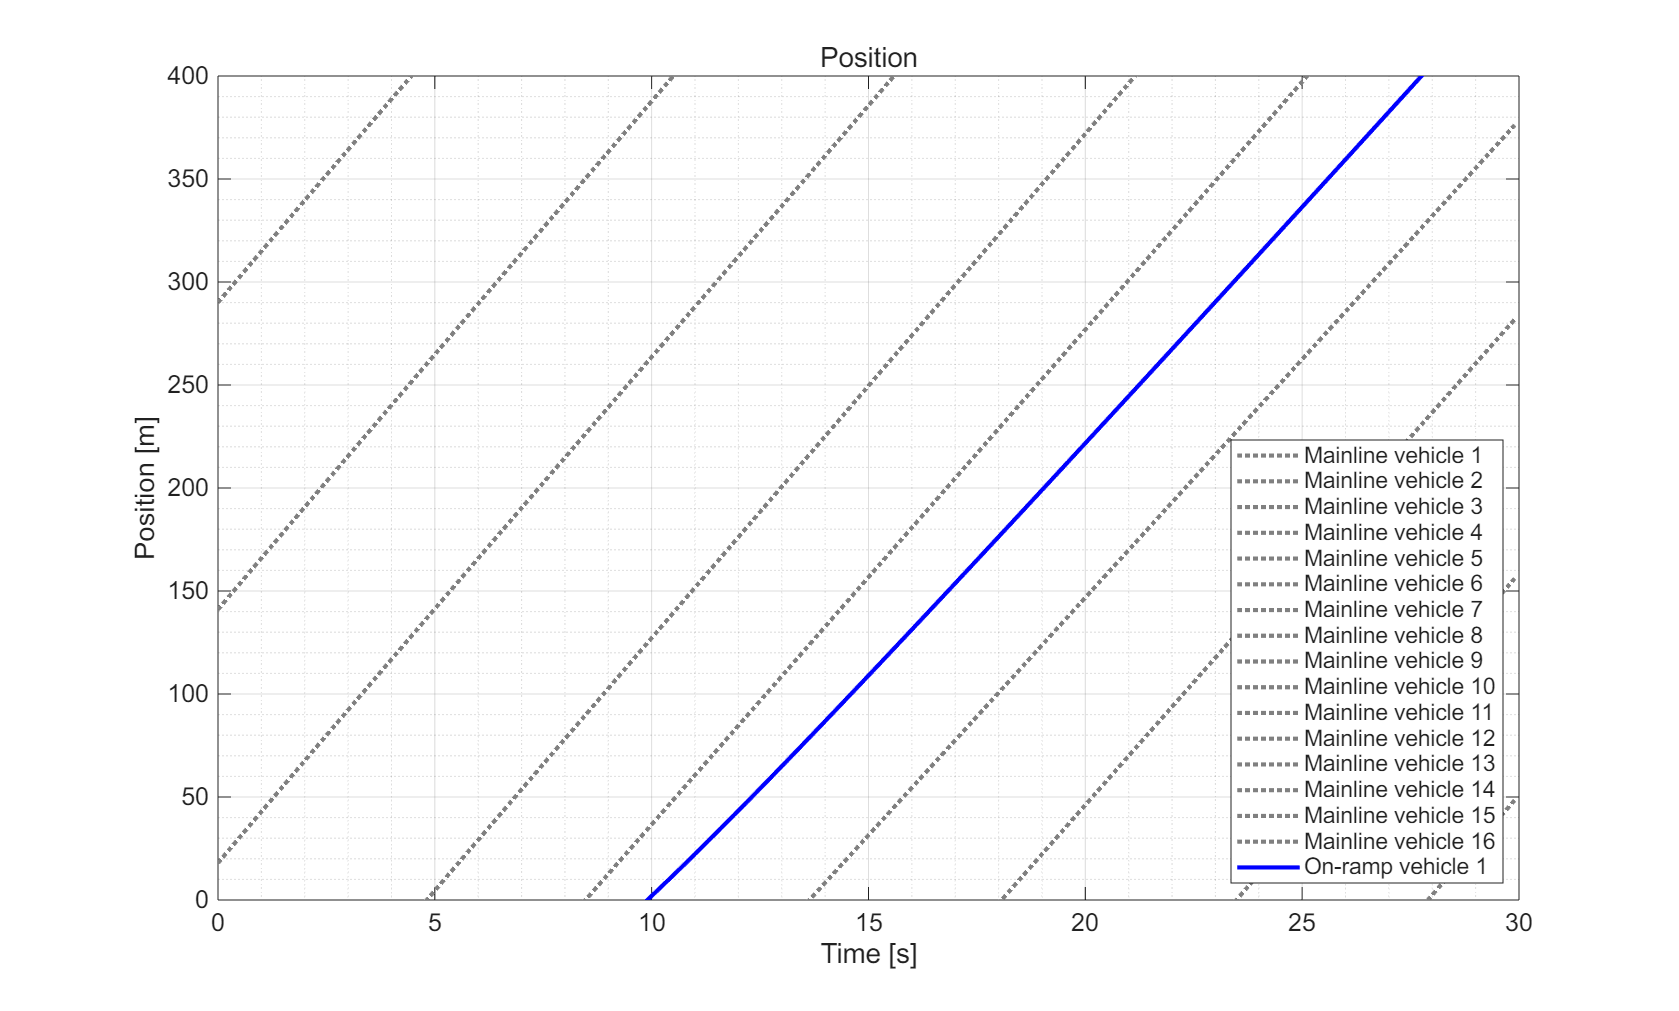 Position
400
350
300
250
200
150
100
50
0
Position [m]
0 5 10 15 20 25 30
Time [s]
Mainline vehicle 1
Mainline vehicle 2
Mainline vehicle 3
Mainline vehicle 4
Mainline vehicle 5
Mainline vehicle 6
Mainline vehicle 7
Mainline vehicle 8
Mainline vehicle 9
Mainline vehicle 10
Mainline vehicle 11
Mainline vehicle 12
Mainline vehicle 13
Mainline vehicle 14
Mainline vehicle 15
Mainline vehicle 16
On-ramp vehicle 1